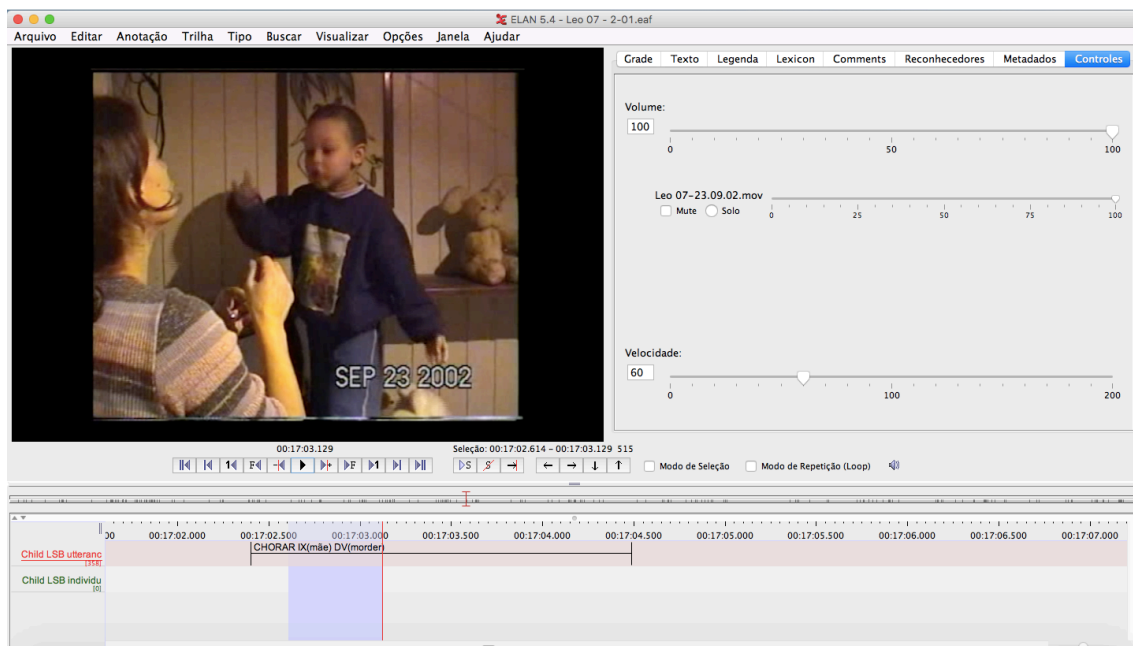 ELAN 5.4 - Leo 07 - 2-01.eaf
Arquivo Editar Anotação Trilha Tipo Buscar Visualizar Opções Janela Ajudar
Grade Texto Legenda Lexicon Comments Reconhecedores Metadados Controles
Volume:
100
0 50 100
Leo 07-23.09.02.mov
Mute Solo
0 25 50 75 100
SEP 23 2002
Velocidade:
60
0 100 200
00:17:03.129 Seleção: 00:17:02.614 - 00:17:03.129 515
1 F F 1 S S Modo de Seleção Modo de Repetição (Loop)
00 00:17:02.000 00:17:02.500 00:17:03.000 00:17:03.500 00:17:04.000 00:17:04.500 00:17:05.000 00:17:05.500 00:17:06.000 00:17:06.500 00:17:07.000
CHORAR IX(mãe) DV(morder)
Child LSB utteranc
[358]
Child LSB individu
[0]